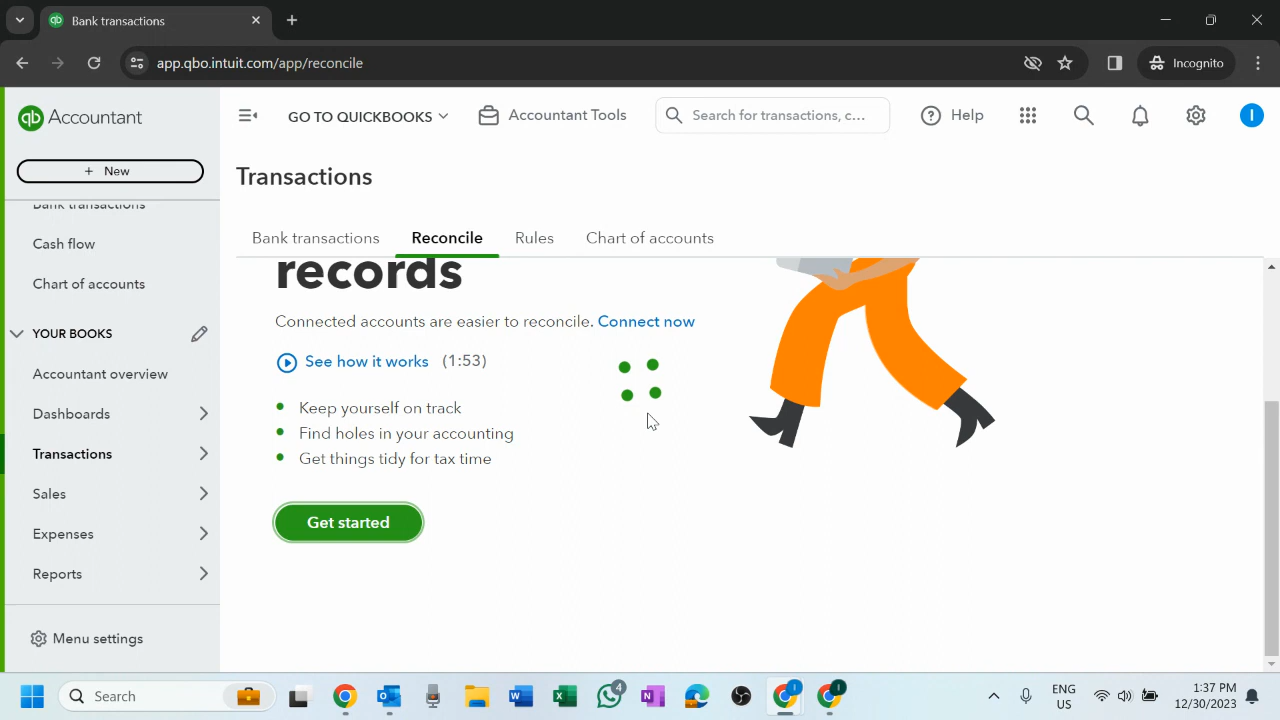 Bank transactions
app.qbo.intuit.com/app/reconcile
Incognito
qb Accountant
GO TO QUICKBOOKS
Accountant Tools
Search for transactions, c...
Help
I
+ New
Transactions
Bank transactions
Cash flow
Chart of accounts
YOUR BOOKS
Accountant overview
Dashboards
Transactions
Sales
Expenses
Reports
Menu settings
Bank transactions
Reconcile
Rules
Chart of accounts
records
Connected accounts are easier to reconcile. Connect now
See how it works (1:53)
Keep yourself on track
Find holes in your accounting
Get things tidy for tax time
Get started
Search
4
I
I
ENG
US
1:37 PM
12/30/2023